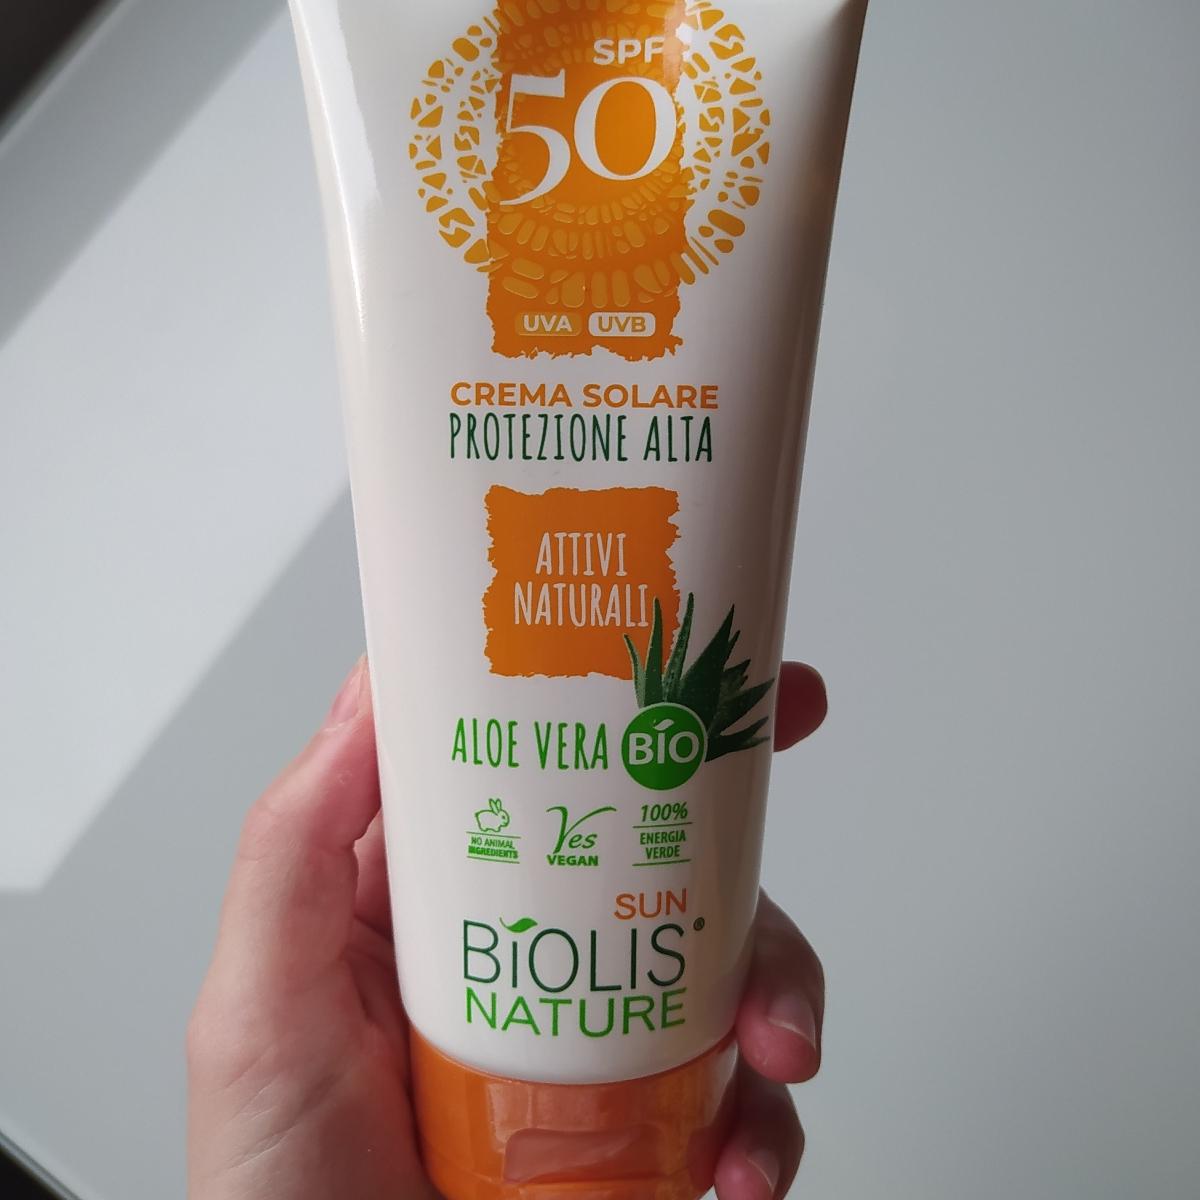 SPF
50
UVA UVB
CREMA SOLARE
PROTEZIONE ALTA
ATTIVI
NATURALI
ALOE VERA BIO
NO ANIMAL
INGREDIENTS
Yes
VEGAN
100%
ENERGIA
VERDE
SUN
BIOLIS®
NATURE